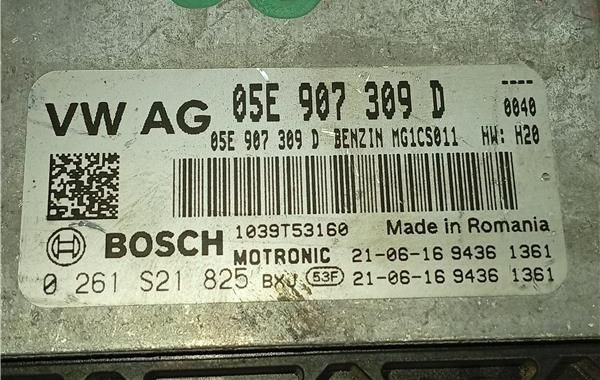 VW AG 05E 907 309 D ----
0040
05E 907 309 D BENZIN MG1CS011 HW: H20
1039T53160 Made in Romania
BOSCH MOTRONIC 21-06-16 9436 1361
0 261 S21 825 BXJ 53F 21-06-16 9436 1361